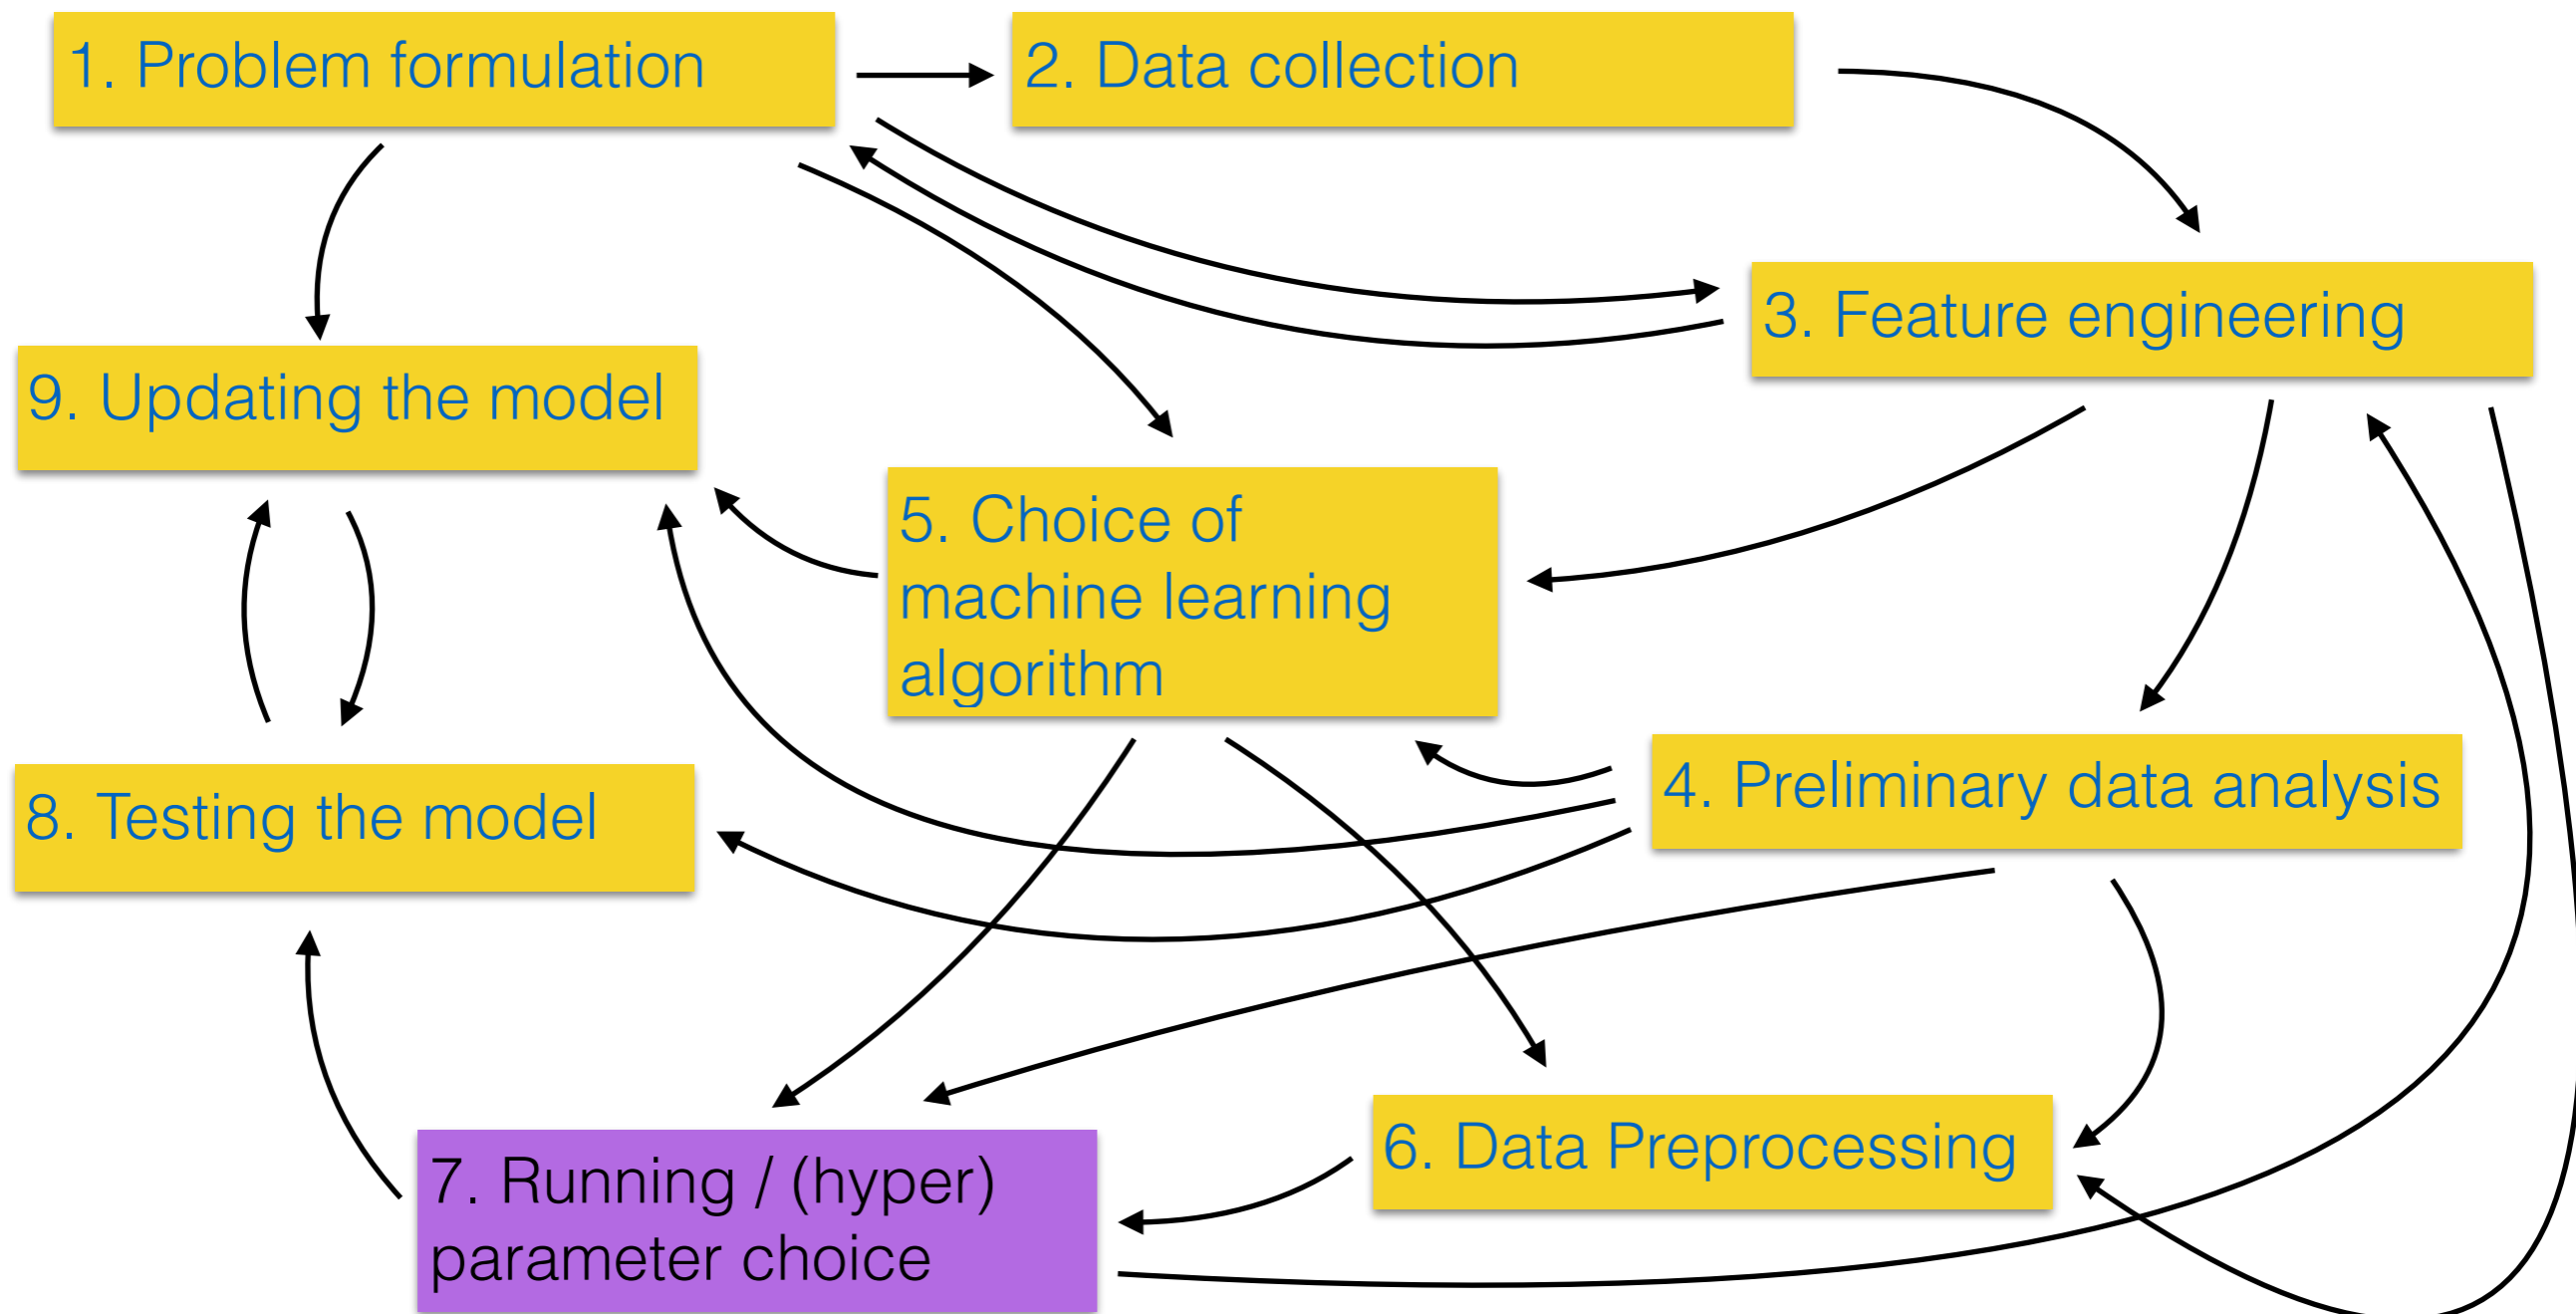 1. Problem formulation
2. Data collection
3. Feature engineering
9. Updating the model
5. Choice of
machine learning
algorithm
4. Preliminary data analysis
8. Testing the model
6. Data Preprocessing
7. Running / (hyper)
parameter choice